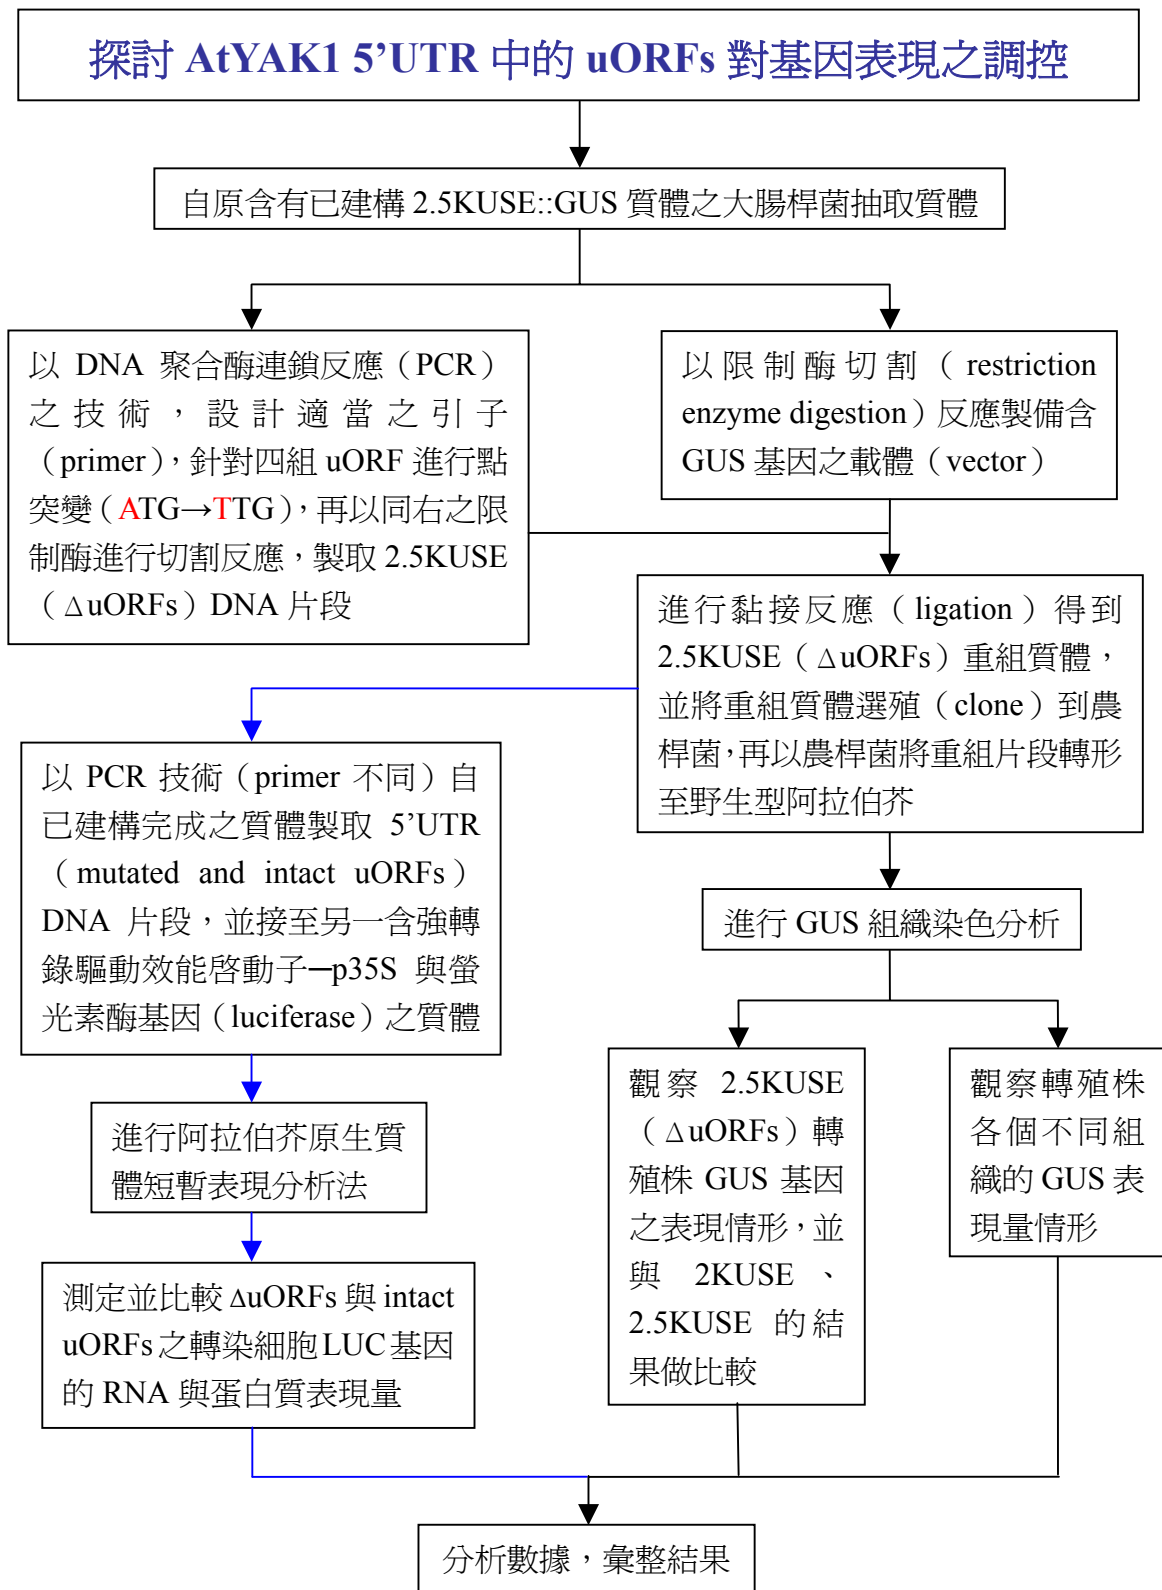 探討 AtYAK1 5’UTR 中的 uORFs 對基因表現之調控
自原含有已建構 2.5KUSE::GUS 質體之大腸桿菌抽取質體
以 DNA 聚合酶連鎖反應（PCR）
之技術，設計適當之引子
（primer），針對四組 uORF 進行點
突變（ATG→TTG），再以同右之限
制酶進行切割反應，製取 2.5KUSE
（ΔuORFs）DNA 片段
以限制酶切割（restriction
enzyme digestion）反應製備含
GUS 基因之載體（vector）
進行黏接反應（ligation）得到
2.5KUSE（ΔuORFs）重組質體，
並將重組質體選殖（clone）到農
桿菌，再以農桿菌將重組片段轉形
至野生型阿拉伯芥
以 PCR 技術（primer 不同）自
已建構完成之質體製取 5’UTR
（mutated and intact uORFs）
DNA 片段，並接至另一含強轉
錄驅動效能啓動子─p35S 與螢
光素酶基因（luciferase）之質體
進行 GUS 組織染色分析
進行阿拉伯芥原生質
體短暫表現分析法
觀察 2.5KUSE
（ΔuORFs）轉
殖株 GUS 基因
之表現情形，並
與 2KUSE 、
2.5KUSE 的結
果做比較
觀察轉殖株
各個不同組
織的 GUS 表
現量情形
測定並比較 ΔuORFs 與 intact
uORFs 之轉染細胞 LUC 基因
的 RNA 與蛋白質表現量
分析數據，彙整結果